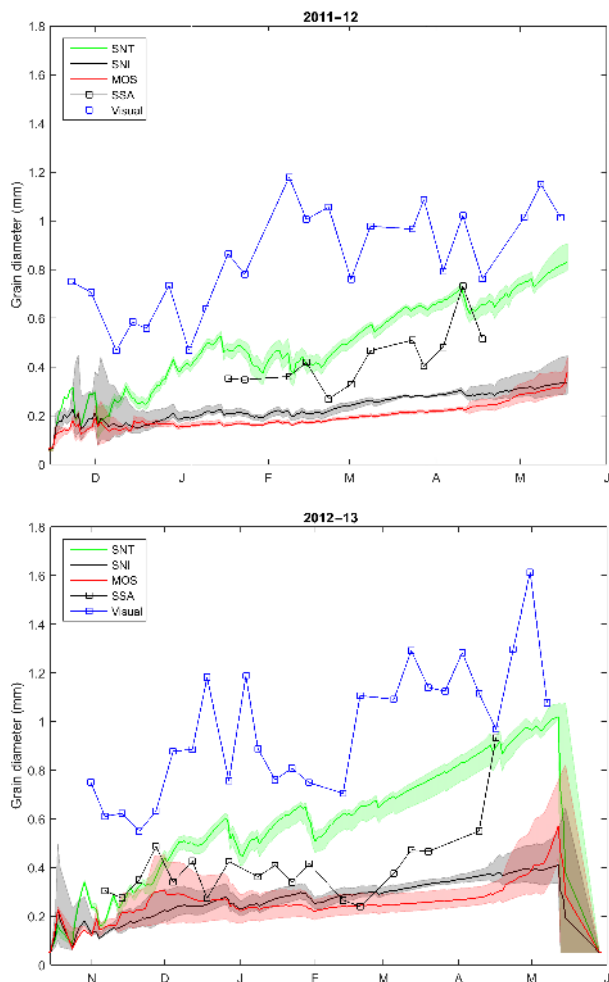 2011-12
1.8
1.6
1.4
1.2
1
0.8
0.6
0.4
0.2
0
Grain diameter (mm)
SNT
SNI
MOS
SSA
Visual
D J F M A M J
2012-13
1.8
1.6
1.4
1.2
1
0.8
0.6
0.4
0.2
0
Grain diameter (mm)
SNT
SNI
MOS
SSA
Visual
N D J F M A M J